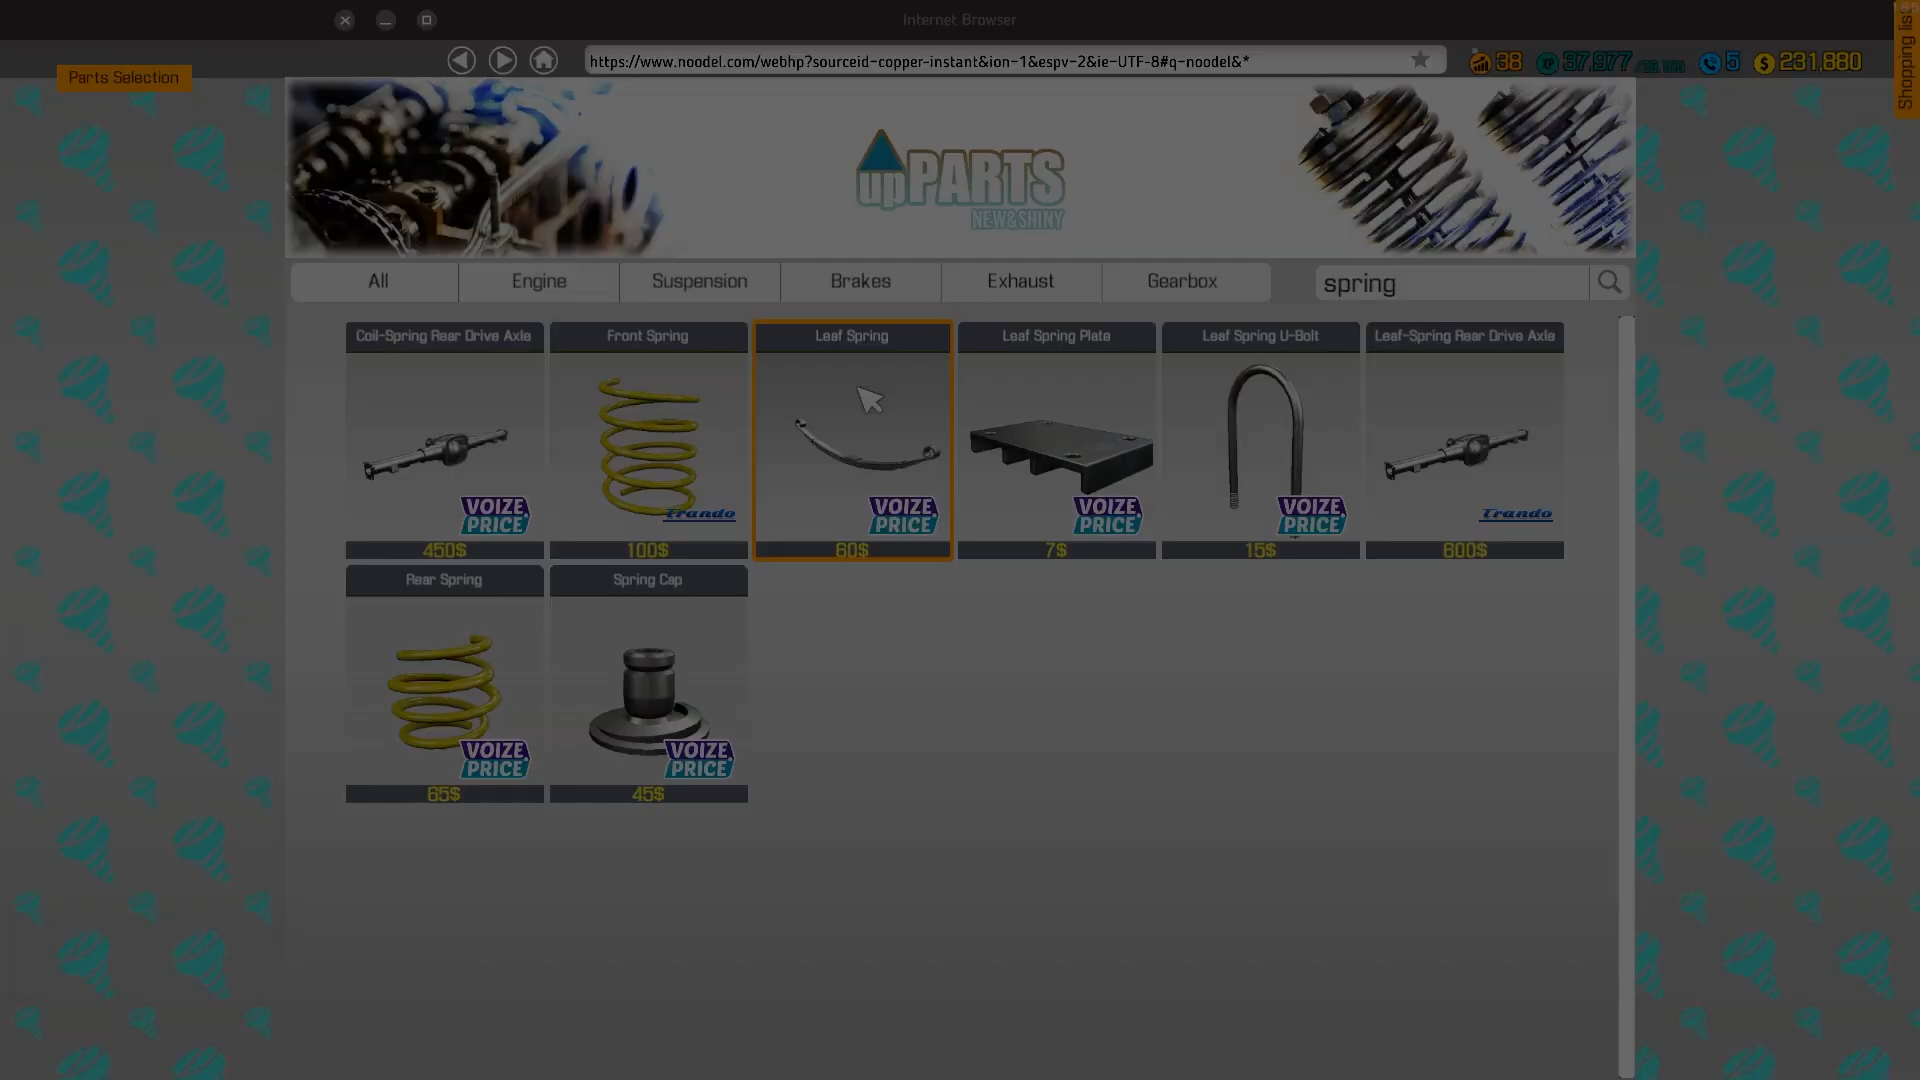 Internet Browser
https://www.noodel.com/webhp?sourceid-copper-instant&ion-1&espv-2&ie-UTF-8#q-noodel&*
38
XP 37,977
5
$ 231,880
Shopping list
Parts Selection
upPARTS
NEW&SHINY
All Engine Suspension Brakes Exhaust Gearbox spring
Coil-Spring Rear Drive Axle Front Spring Leaf Spring Leaf Spring Plate Leaf Spring U-Bolt Leaf-Spring Rear Drive Axle
VOIZE PRICE Trando VOIZE PRICE VOIZE PRICE VOIZE PRICE Trando
450$ 100$ 60$ 7$ 15$ 600$
Rear Spring Spring Cap
VOIZE PRICE VOIZE PRICE
65$ 45$